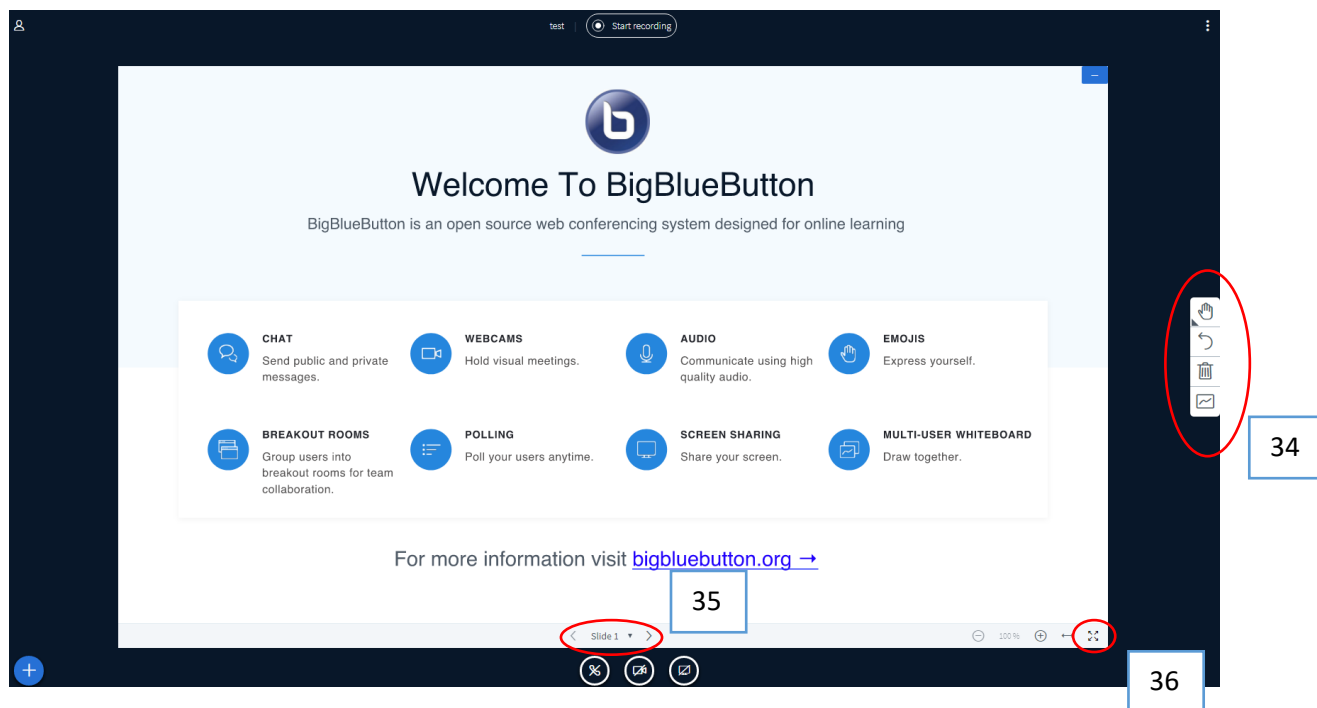 test
Start recording
Welcome To BigBlueButton
BigBlueButton is an open source web conferencing system designed for online learning
CHAT
Send public and private
messages.
WEBCAMS
Hold visual meetings.
AUDIO
Communicate using high
quality audio.
EMOJIS
Express yourself.
BREAKOUT ROOMS
Group users into
breakout rooms for team
collaboration.
POLLING
Poll your users anytime.
SCREEN SHARING
Share your screen.
MULTI-USER WHITEBOARD
Draw together.
34
For more information visit bigbluebutton.org →
35
Slide 1
100%
36